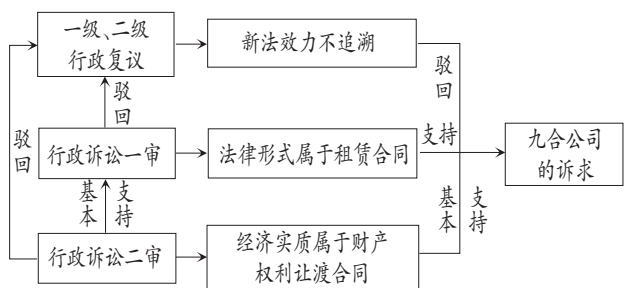 一级、二级
行政复议
新法效力不追溯
驳回
驳回
驳回
行政诉讼一审
法律形式属于租赁合同
支持
九合公司
的诉求
基本
支持
基本
支持
行政诉讼二审
经济实质属于财产
权利让渡合同